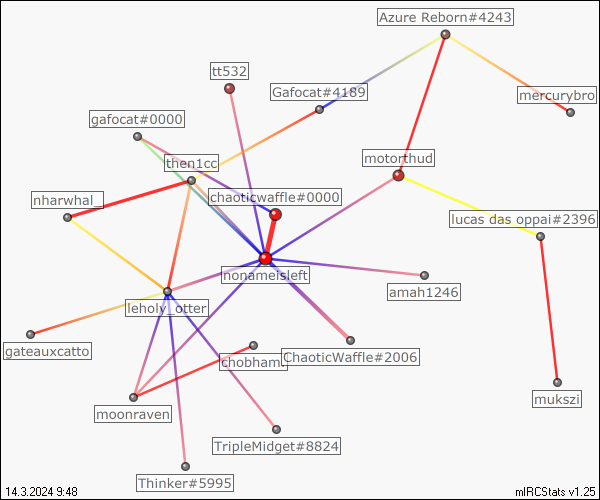 Azure Reborn#4243
tt532
Gafocat#4189
mercurybro
gafocat#0000
then1cc
motorthud
nharwhal_
chaoticwaffle#0000
lucas das oppai#2396
nonameisleft
amah1246
leholy_otter
gateauxcatto
chobham.
ChaoticWaffle#2006
moonraven
mukszi
TripleMidget#8824
Thinker#5995
14.3.2024 9:48
mIRCStats v1.25